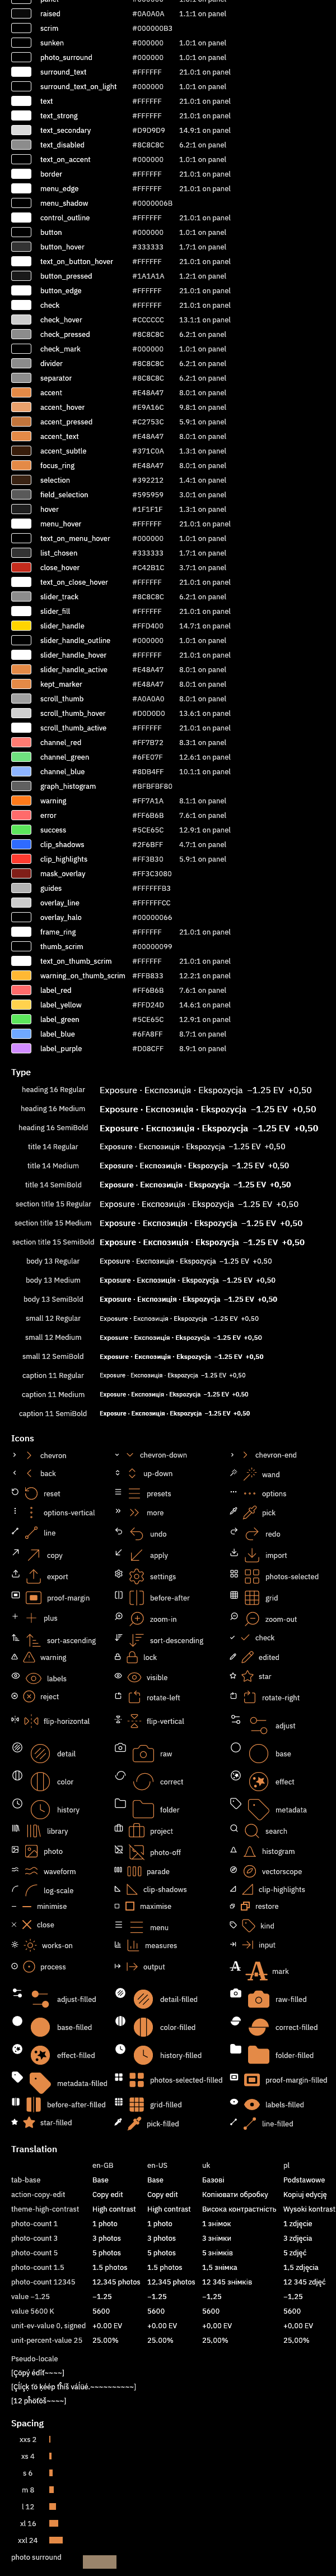 raised #0A0A0A 1.1:1 on panel
scrim #000000B3
sunken #000000 1.0:1 on panel
photo_surround #000000 1.0:1 on panel
surround_text #FFFFFF 21.0:1 on panel
surround_text_on_light #000000 1.0:1 on panel
text #FFFFFF 21.0:1 on panel
text_strong #FFFFFF 21.0:1 on panel
text_secondary #D9D9D9 14.9:1 on panel
text_disabled #8C8C8C 6.2:1 on panel
text_on_accent #000000 1.0:1 on panel
border #FFFFFF 21.0:1 on panel
menu_edge #FFFFFF 21.0:1 on panel
menu_shadow #0000006B
control_outline #FFFFFF 21.0:1 on panel
button #000000 1.0:1 on panel
button_hover #333333 1.7:1 on panel
text_on_button_hover #FFFFFF 21.0:1 on panel
button_pressed #1A1A1A 1.2:1 on panel
button_edge #FFFFFF 21.0:1 on panel
check #FFFFFF 21.0:1 on panel
check_hover #CCCCCC 13.1:1 on panel
check_pressed #8C8C8C 6.2:1 on panel
check_mark #000000 1.0:1 on panel
divider #8C8C8C 6.2:1 on panel
separator #8C8C8C 6.2:1 on panel
accent #E48A47 8.0:1 on panel
accent_hover #E9A16C 9.8:1 on panel
accent_pressed #C2753C 5.9:1 on panel
accent_text #E48A47 8.0:1 on panel
accent_subtle #371C0A 1.3:1 on panel
focus_ring #E48A47 8.0:1 on panel
selection #392212 1.4:1 on panel
field_selection #595959 3.0:1 on panel
hover #1F1F1F 1.3:1 on panel
menu_hover #FFFFFF 21.0:1 on panel
text_on_menu_hover #000000 1.0:1 on panel
list_chosen #333333 1.7:1 on panel
close_hover #C42B1C 3.7:1 on panel
text_on_close_hover #FFFFFF 21.0:1 on panel
slider_track #8C8C8C 6.2:1 on panel
slider_fill #FFFFFF 21.0:1 on panel
slider_handle #FFD400 14.7:1 on panel
slider_handle_outline #000000 1.0:1 on panel
slider_handle_hover #FFFFFF 21.0:1 on panel
slider_handle_active #E48A47 8.0:1 on panel
kept_marker #E48A47 8.0:1 on panel
scroll_thumb #A0A0A0 8.0:1 on panel
scroll_thumb_hover #D0D0D0 13.6:1 on panel
scroll_thumb_active #FFFFFF 21.0:1 on panel
channel_red #FF7B72 8.3:1 on panel
channel_green #6FE07F 12.6:1 on panel
channel_blue #8DB4FF 10.1:1 on panel
graph_histogram #BFBFBF80
warning #FF7A1A 8.1:1 on panel
error #FF6B6B 7.6:1 on panel
success #5CE65C 12.9:1 on panel
clip_shadows #2F6BFF 4.7:1 on panel
clip_highlights #FF3B30 5.9:1 on panel
mask_overlay #FF3C3080
guides #FFFFFFB3
overlay_line #FFFFFFCC
overlay_halo #00000066
frame_ring #FFFFFF 21.0:1 on panel
thumb_scrim #00000099
text_on_thumb_scrim #FFFFFF 21.0:1 on panel
warning_on_thumb_scrim #FFB833 12.2:1 on panel
label_red #FF6B6B 7.6:1 on panel
label_yellow #FFD24D 14.6:1 on panel
label_green #5CE65C 12.9:1 on panel
label_blue #6FA8FF 8.7:1 on panel
label_purple #D08CFF 8.9:1 on panel
Type
heading 16 Regular Exposure · Експозиція · Ekspozycja −1.25 EV +0,50
heading 16 Medium Exposure · Експозиція · Ekspozycja −1.25 EV +0,50
heading 16 SemiBold Exposure · Експозиція · Ekspozycja −1.25 EV +0,50
title 14 Regular Exposure · Експозиція · Ekspozycja −1.25 EV +0,50
title 14 Medium Exposure · Експозиція · Ekspozycja −1.25 EV +0,50
title 14 SemiBold Exposure · Експозиція · Ekspozycja −1.25 EV +0,50
section title 15 Regular Exposure · Експозиція · Ekspozycja −1.25 EV +0,50
section title 15 Medium Exposure · Експозиція · Ekspozycja −1.25 EV +0,50
section title 15 SemiBold Exposure · Експозиція · Ekspozycja −1.25 EV +0,50
body 13 Regular Exposure · Експозиція · Ekspozycja −1.25 EV +0,50
body 13 Medium Exposure · Експозиція · Ekspozycja −1.25 EV +0,50
body 13 SemiBold Exposure · Експозиція · Ekspozycja −1.25 EV +0,50
small 12 Regular Exposure · Експозиція · Ekspozycja −1.25 EV +0,50
small 12 Medium Exposure · Експозиція · Ekspozycja −1.25 EV +0,50
small 12 SemiBold Exposure · Експозиція · Ekspozycja −1.25 EV +0,50
caption 11 Regular Exposure · Експозиція · Ekspozycja −1.25 EV +0,50
caption 11 Medium Exposure · Експозиція · Ekspozycja −1.25 EV +0,50
caption 11 SemiBold Exposure · Експозиція · Ekspozycja −1.25 EV +0,50
Icons
chevron chevron-down chevron-end
back up-down wand
reset presets options
options-vertical more pick
line undo redo
copy apply import
export settings photos-selected
proof-margin before-after grid
plus zoom-in zoom-out
sort-ascending sort-descending check
warning lock edited
labels visible star
reject rotate-left rotate-right
flip-horizontal flip-vertical adjust
detail raw base
color correct effect
history folder metadata
library project search
photo photo-off histogram
waveform parade vectorscope
log-scale clip-shadows clip-highlights
minimise maximise restore
close menu kind
works-on measures input
process output mark
adjust-filled detail-filled raw-filled
base-filled color-filled correct-filled
effect-filled history-filled folder-filled
metadata-filled photos-selected-filled proof-margin-filled
before-after-filled grid-filled labels-filled
star-filled pick-filled line-filled
Translation
en-GB en-US uk pl
tab-base Base Base Базові Podstawowe
action-copy-edit Copy edit Copy edit Копіювати обробку Kopiuj edycję
theme-high-contrast High contrast High contrast Висока контрастність Wysoki kontrast
photo-count 1 1 photo 1 photo 1 знімок 1 zdjęcie
photo-count 3 3 photos 3 photos 3 знімки 3 zdjęcia
photo-count 5 5 photos 5 photos 5 знімків 5 zdjęć
photo-count 1.5 1.5 photos 1.5 photos 1,5 знімка 1,5 zdjęcia
photo-count 12345 12,345 photos 12,345 photos 12 345 знімків 12 345 zdjęć
value −1.25 −1.25 −1.25 −1,25 −1,25
value 5600 K 5600 5600 5600 5600
unit-ev-value 0, signed +0.00 EV +0.00 EV +0,00 EV +0,00 EV
unit-percent-value 25 25.00% 25.00% 25,00% 25,00%
Pseudo-locale
Spacing
xxs 2
xs 4
s 6
m 8
l 12
xl 16
xxl 24
photo surround